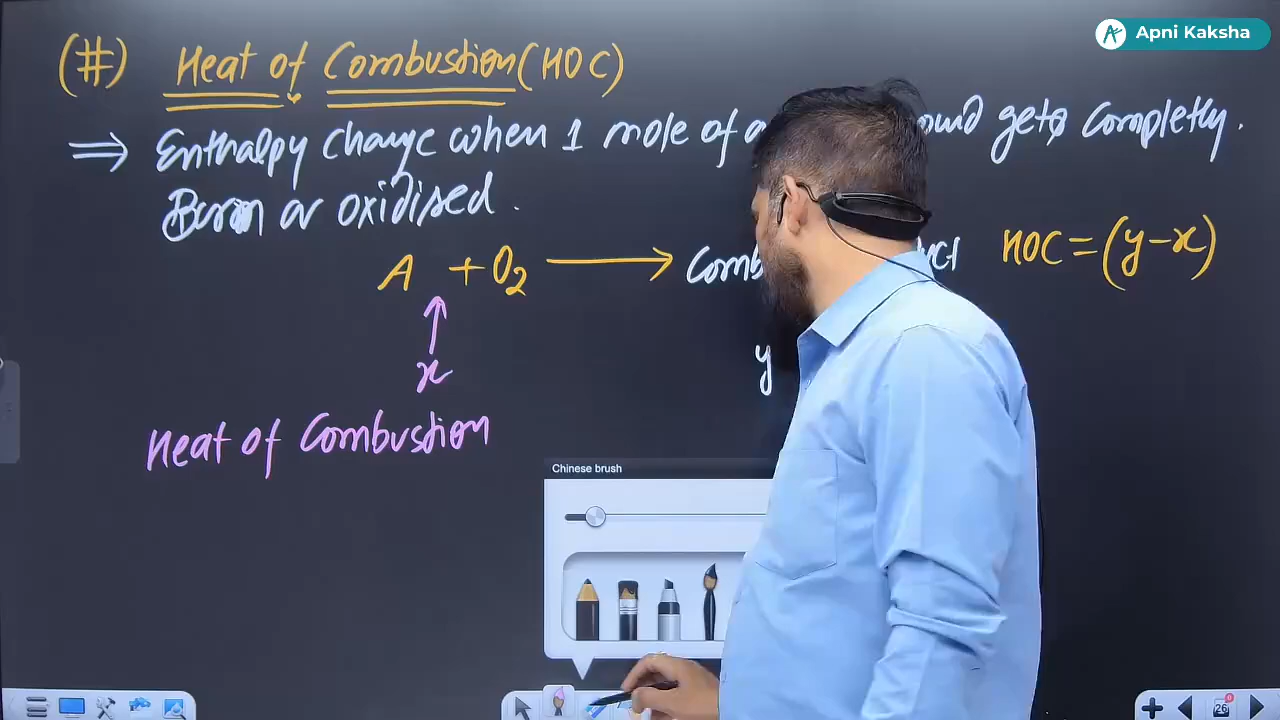 Apni Kaksha
(#) Heat of Combustion (HOC)
⇒ Enthalpy change when 1 mole of a gets completly.
Burn or oxidised.
A + O2 → HOC = (y-x)
↑
x
y
Heat of Combustion
Chinese brush
26